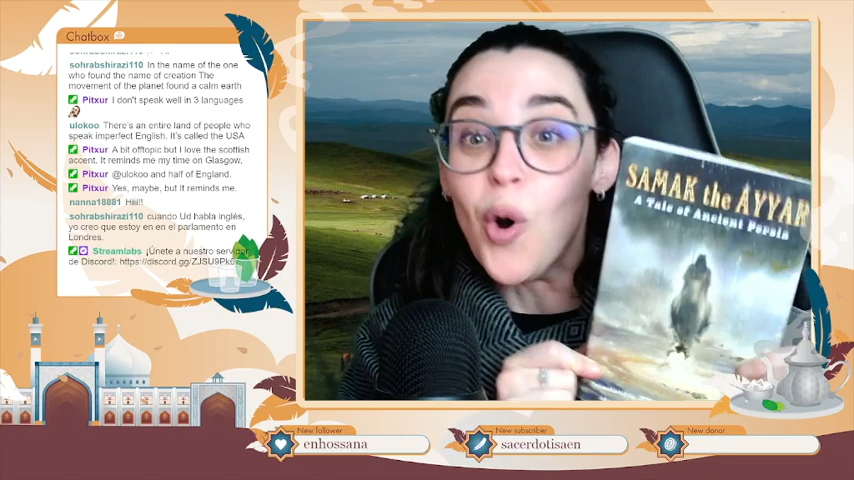 Chatbox
sohrabshirazi110 In the name of the one
who found the name of creation The
movement of the planet found a calm earth
Pitxur I don't speak well in 3 languages
ulokoo There's an entire land of people who
speak imperfect English. It's called the USA
Pitxur A bit offtopic but I love the scottish
accent. It reminds me my time on Glasgow.
Pitxur @ulokoo and half of England.
Pitxur Yes, maybe, but It reminds me.
nanna18881 Hiii!!
sohrabshirazi110 cuando Ud habla inglés,
yo creo que estoy en en el parlamento en
Londres.
Streamlabs ¡Únete a nuestro servidor
de Discord!: https://discord.gg/ZJSU9Pk
SAMAK the AYYAR
A Tale of Ancient Persia
New follower
enhossana
New subscriber
sacerdotisaen
New donor